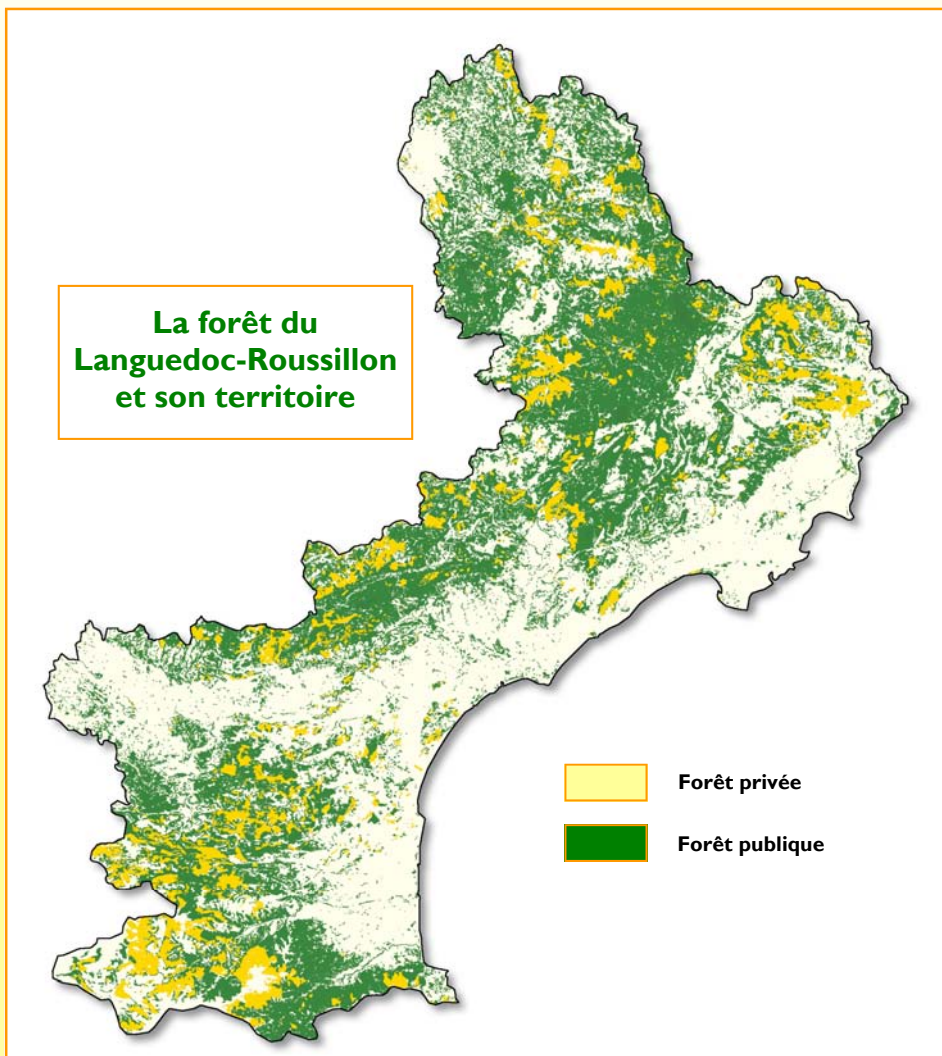 La forêt du
Languedoc-Roussillon
et son territoire
Forêt privée
Forêt publique